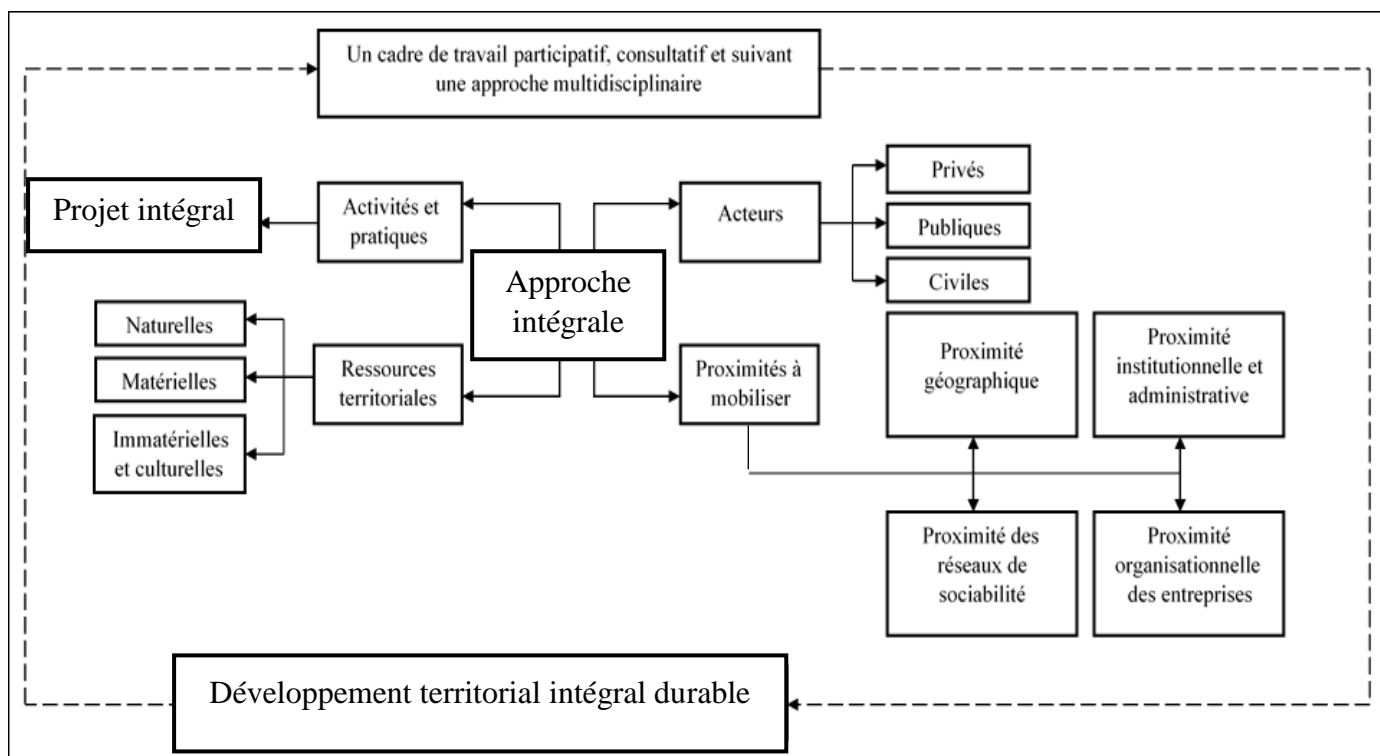 Un cadre de travail participatif, consultatif et suivant
une approche multidisciplinaire
Projet intégral
Activités et
pratiques
Acteurs
Privés
Publiques
Civiles
Approche
intégrale
Naturelles
Matérielles
Immatérielles
et culturelles
Ressources
territoriales
Proximités à
mobiliser
Proximité
géographique
Proximité
institutionnelle et
administrative
Proximité des
réseaux de
sociabilité
Proximité
organisationnelle
des entreprises
Développement territorial intégral durable